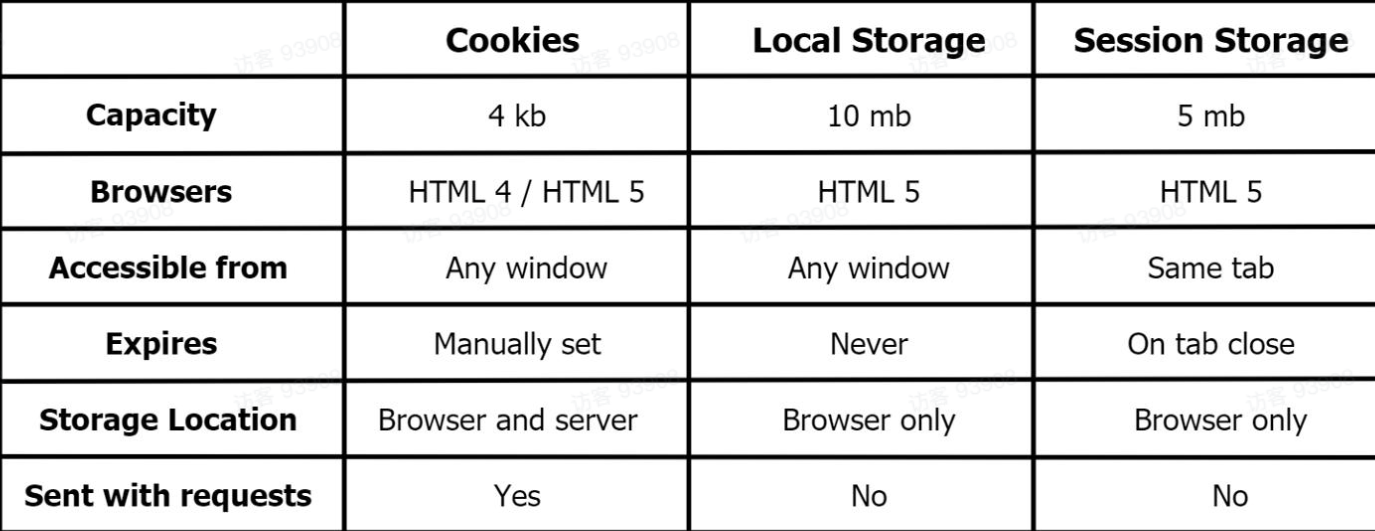 Cookies Local Storage Session Storage
Capacity 4 kb 10 mb 5 mb
Browsers HTML 4 / HTML 5 HTML 5 HTML 5
Accessible from Any window Any window Same tab
Expires Manually set Never On tab close
Storage Location Browser and server Browser only Browser only
Sent with requests Yes No No
访客 93908